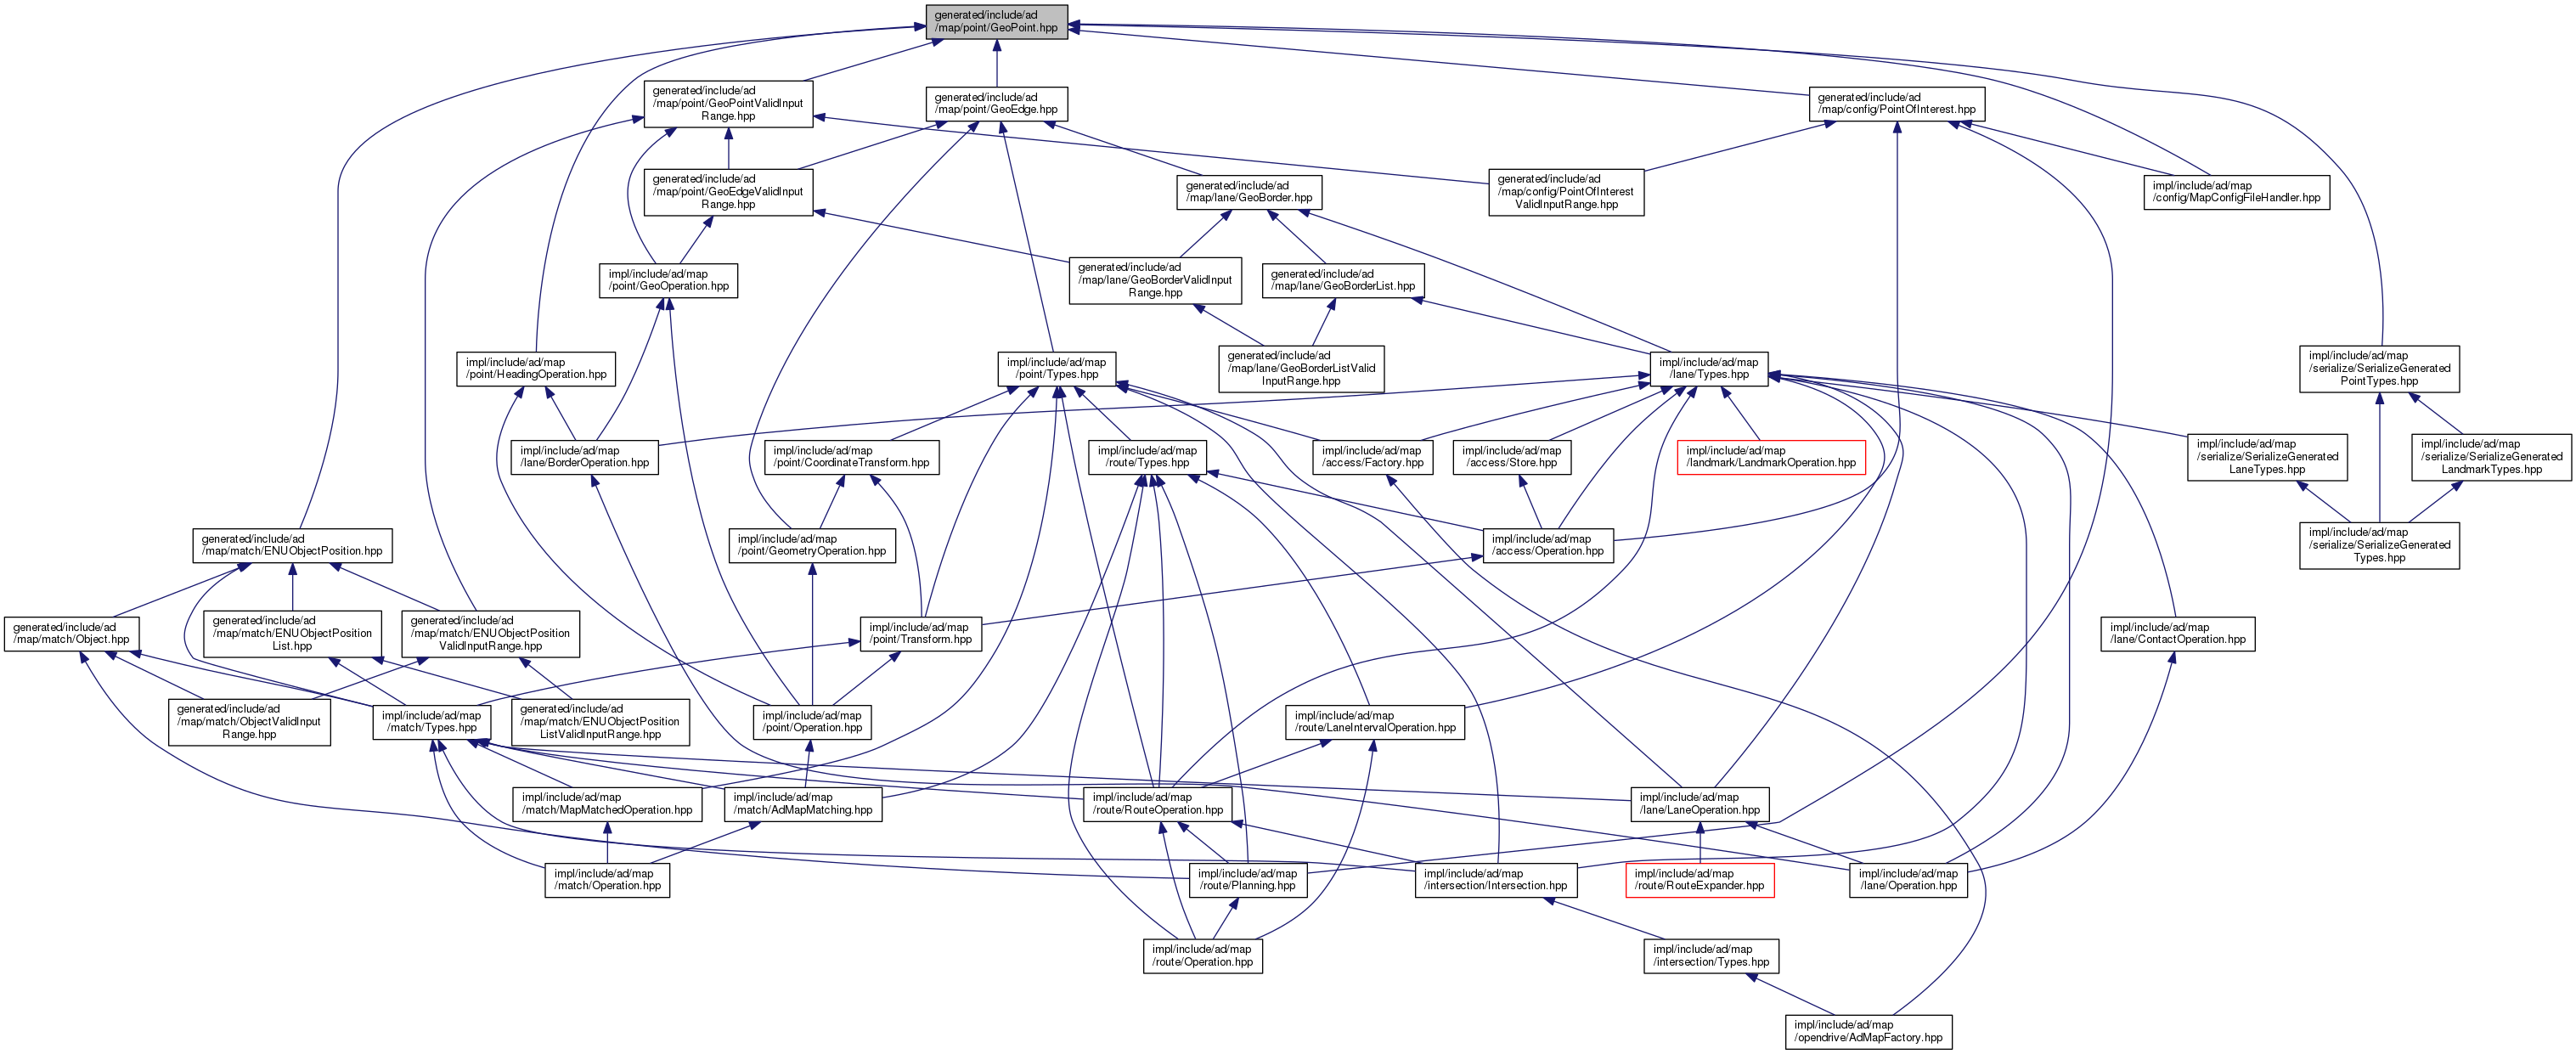 generated/include/ad
/map/point/GeoPoint.hpp
generated/include/ad
/map/point/GeoPointValidInput
Range.hpp
generated/include/ad
/map/point/GeoEdge.hpp
generated/include/ad
/map/config/PointOfInterest.hpp
generated/include/ad
/map/point/GeoEdgeValidInput
Range.hpp
generated/include/ad
/map/lane/GeoBorder.hpp
generated/include/ad
/map/config/PointOfInterest
ValidInputRange.hpp
impl/include/ad/map
/config/MapConfigFileHandler.hpp
impl/include/ad/map
/point/GeoOperation.hpp
generated/include/ad
/map/lane/GeoBorderValidInput
Range.hpp
generated/include/ad
/map/lane/GeoBorderList.hpp
impl/include/ad/map
/point/HeadingOperation.hpp
impl/include/ad/map
/point/Types.hpp
generated/include/ad
/map/lane/GeoBorderListValid
InputRange.hpp
impl/include/ad/map
/lane/Types.hpp
impl/include/ad/map
/serialize/SerializeGenerated
PointTypes.hpp
impl/include/ad/map
/lane/BorderOperation.hpp
impl/include/ad/map
/point/CoordinateTransform.hpp
impl/include/ad/map
/route/Types.hpp
impl/include/ad/map
/access/Factory.hpp
impl/include/ad/map
/access/Store.hpp
impl/include/ad/map
/landmark/LandmarkOperation.hpp
impl/include/ad/map
/serialize/SerializeGenerated
LaneTypes.hpp
impl/include/ad/map
/serialize/SerializeGenerated
LandmarkTypes.hpp
generated/include/ad
/map/match/ENUObjectPosition.hpp
impl/include/ad/map
/point/GeometryOperation.hpp
impl/include/ad/map
/access/Operation.hpp
impl/include/ad/map
/serialize/SerializeGenerated
Types.hpp
generated/include/ad
/map/match/Object.hpp
generated/include/ad
/map/match/ENUObjectPosition
List.hpp
generated/include/ad
/map/match/ENUObjectPosition
ValidInputRange.hpp
impl/include/ad/map
/point/Transform.hpp
impl/include/ad/map
/lane/ContactOperation.hpp
generated/include/ad
/map/match/ObjectValidInput
Range.hpp
impl/include/ad/map
/match/Types.hpp
generated/include/ad
/map/match/ENUObjectPosition
ListValidInputRange.hpp
impl/include/ad/map
/point/Operation.hpp
impl/include/ad/map
/route/LaneIntervalOperation.hpp
impl/include/ad/map
/match/MapMatchedOperation.hpp
impl/include/ad/map
/match/AdMapMatching.hpp
impl/include/ad/map
/route/RouteOperation.hpp
impl/include/ad/map
/lane/LaneOperation.hpp
impl/include/ad/map
/match/Operation.hpp
impl/include/ad/map
/route/Planning.hpp
impl/include/ad/map
/intersection/Intersection.hpp
impl/include/ad/map
/route/RouteExpander.hpp
impl/include/ad/map
/lane/Operation.hpp
impl/include/ad/map
/route/Operation.hpp
impl/include/ad/map
/intersection/Types.hpp
impl/include/ad/map
/opendrive/AdMapFactory.hpp